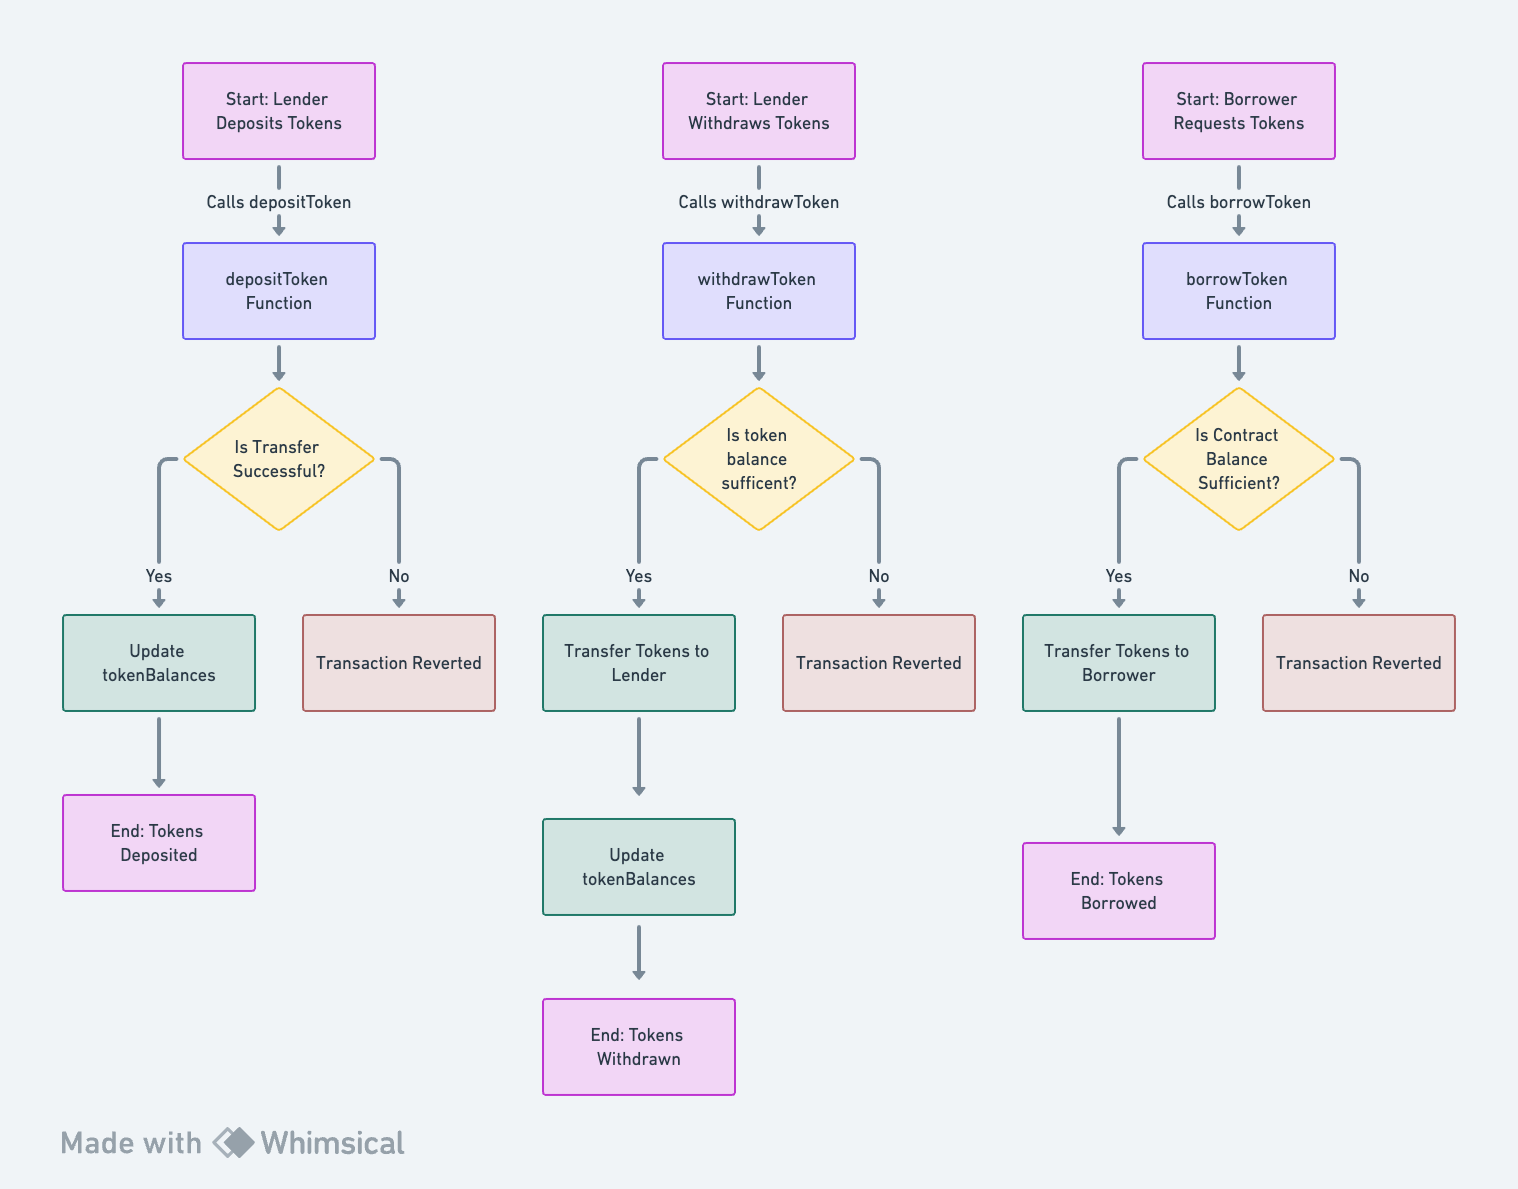 Start: Lender
Deposits Tokens
Calls depositToken
depositToken
Function
Is Transfer
Successful?
Yes
No
Update
tokenBalances
Transaction Reverted
End: Tokens
Deposited
Start: Lender
Withdraws Tokens
Calls withdrawToken
withdrawToken
Function
Is token
balance
sufficent?
Yes
No
Transfer Tokens to
Lender
Transaction Reverted
Update
tokenBalances
End: Tokens
Withdrawn
Start: Borrower
Requests Tokens
Calls borrowToken
borrowToken
Function
Is Contract
Balance
Sufficient?
Yes
No
Transfer Tokens to
Borrower
Transaction Reverted
End: Tokens
Borrowed
Made with Whimsical